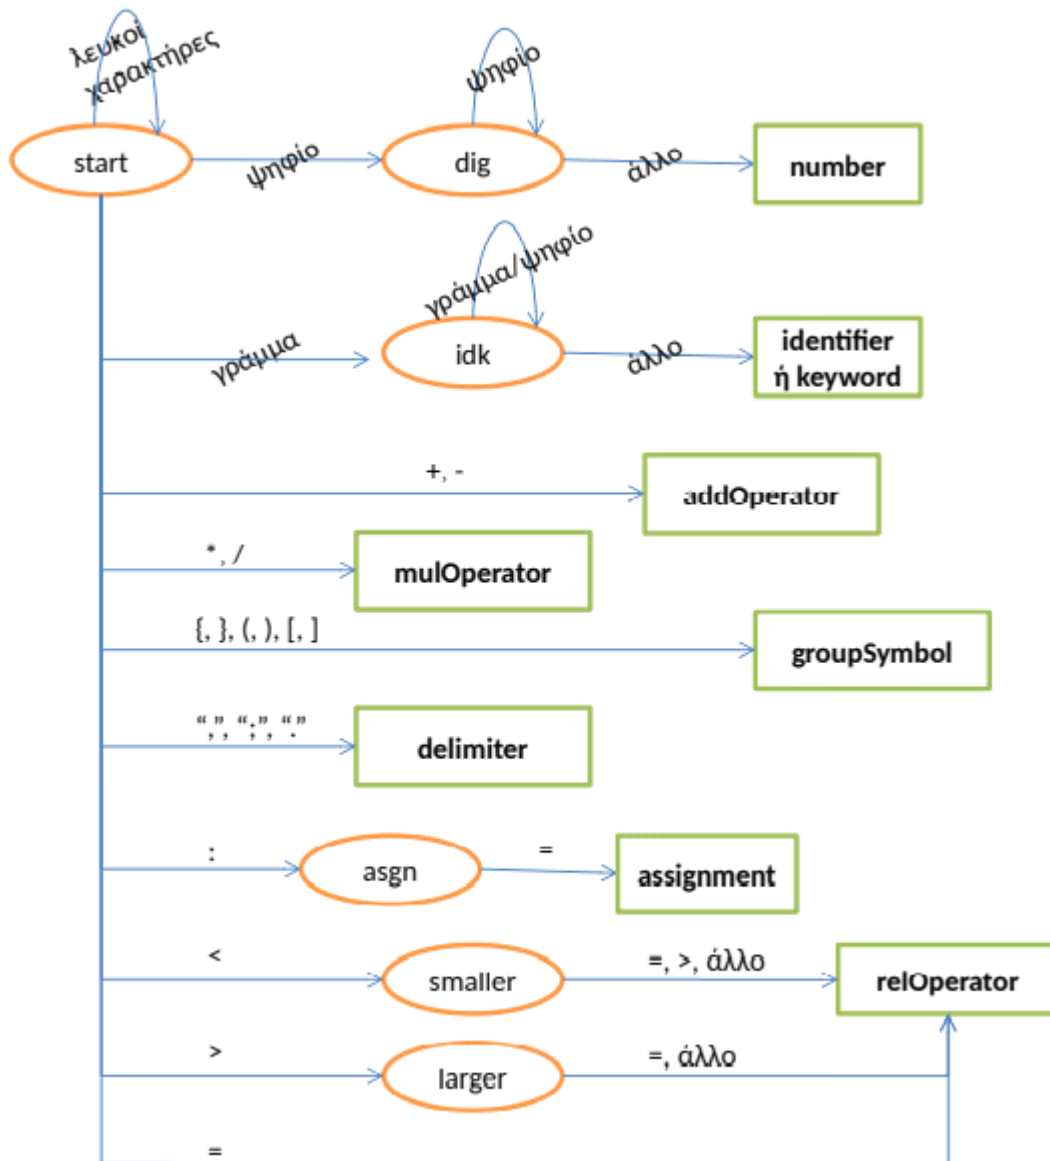 λευκοί
χαρακτήρες
ψηφίο
start
ψηφίο
dig
άλλο
number
γράμμα/ψηφίο
γράμμα
idk
άλλο
identifier
ή keyword
+, -
addOperator
*, /
mulOperator
{, }, (, ), [, ]
groupSymbol
“,”, “;”, “.”
delimiter
:
asgn
=
assignment
<
smaller
=, >, άλλο
relOperator
>
larger
=, άλλο
=